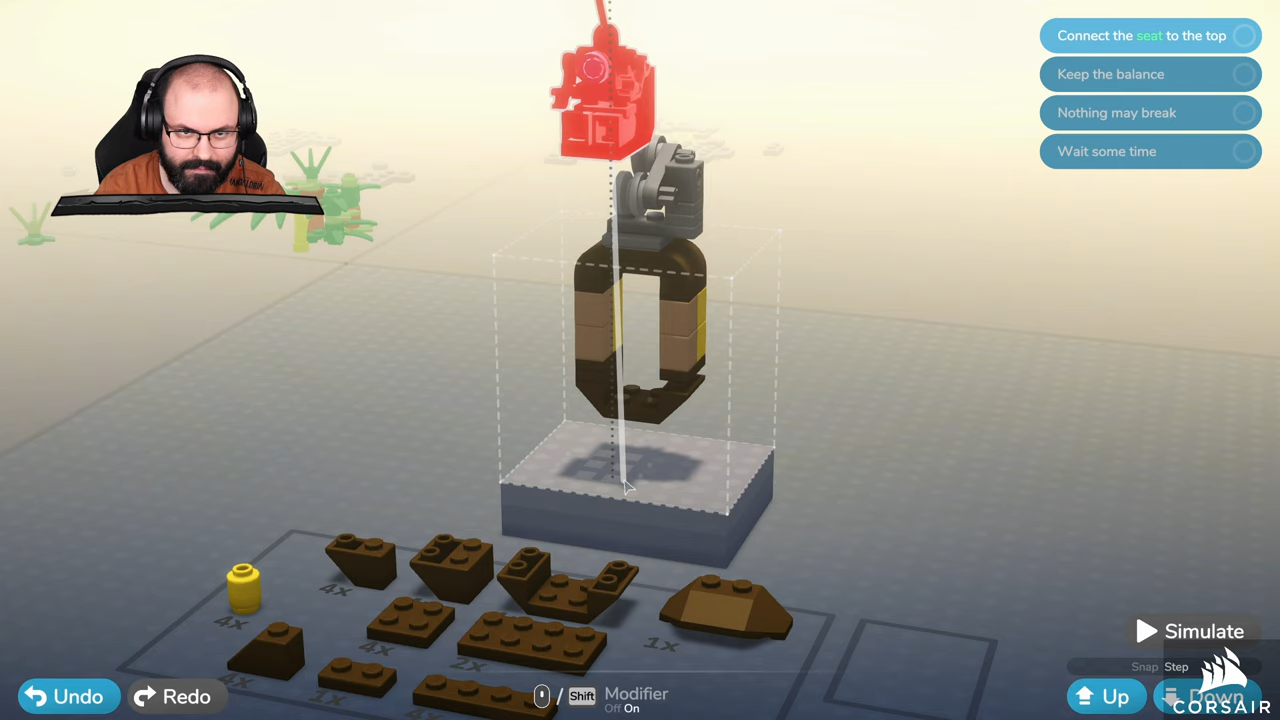 Connect the seat to the top
Keep the balance
Nothing may break
Wait some time
4x
4x
1x
2x
4x
1x
4x
Simulate
Snap Step
Undo
Redo
/ Shift Modifier
Off On
Up
Down
CORSAIR